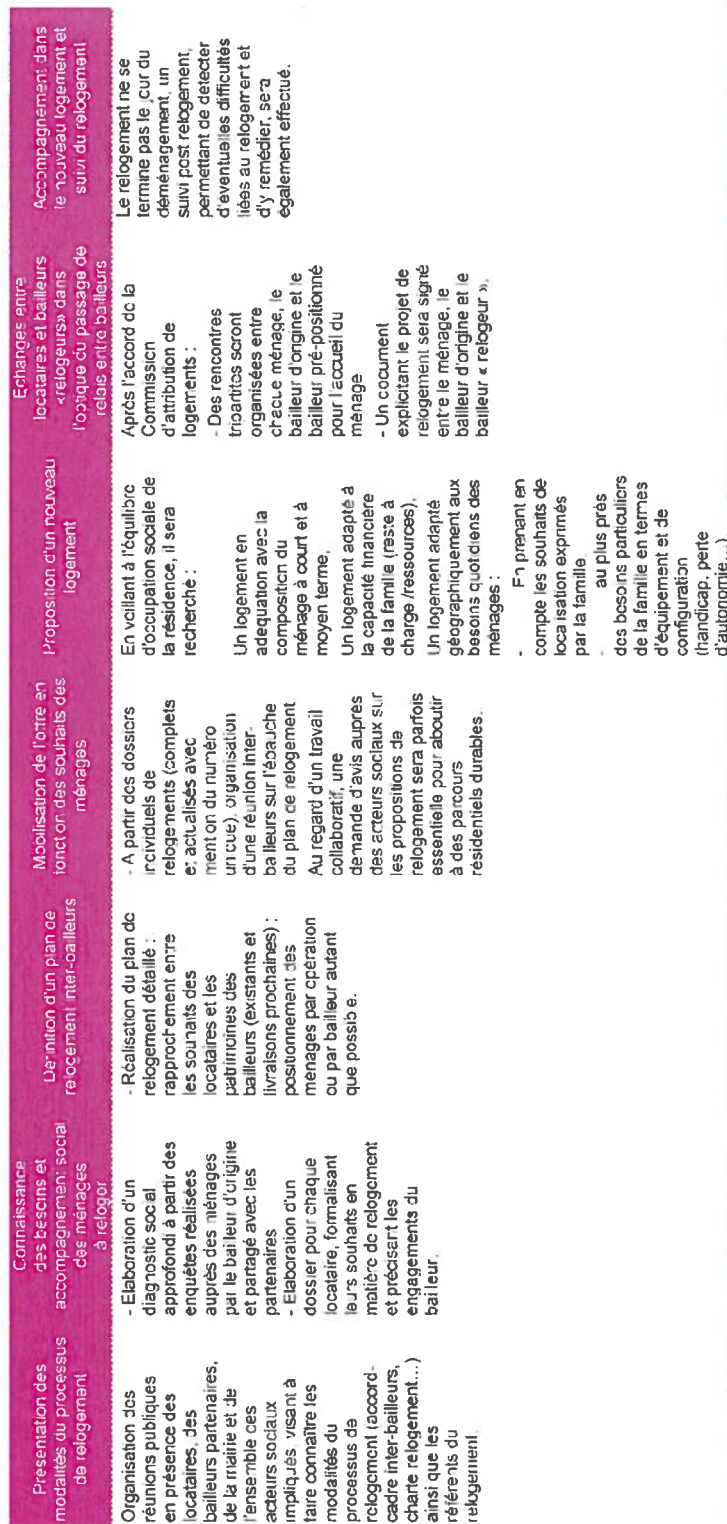 Présentation des
modalités du processus
de relogement
Organisation des
réunions publiques
en présence des
locataires, des
bailleurs partenaires,
de la mairie et de
l'ensemble des
acteurs sociaux
impliqués, visant à
faire connaître les
modalités du
processus de
relogement (accord-
cadre inter-bailleurs,
charte relogement...)
ainsi que les
référents du
relogement.
Connaissance
des besoins et
accompagnement social
des ménages
à reloger
- Elaboration d'un
diagnostic social
approfondi à partir des
enquêtes réalisées
auprès des ménages
par le bailleur d'origine
et partagé avec les
partenaires
- Elaboration d'un
dossier pour chaque
locataire, formalisant
leurs souhaits en
matière de relogement
et précisant les
engagements du
bailleur.
Définition d'un plan de
relogement inter-bailleurs
- Réalisation du plan de
relogement détaillé :
rapprochement entre
les souhaits des
locataires et les
patrimoines des
bailleurs (existants et
livraisons prochaines) :
positionnement des
ménages par opération
ou par bailleur autant
que possible.
Mobilisation de l'offre en
fonction des souhaits des
ménages
- A partir des dossiers
individuels de
relogements (complets
et actualisés avec
mention du numéro
unique), organisation
d'une réunion inter-
bailleurs sur l'ébauche
du plan de relogement.
Au regard d'un travail
collaboratif, une
demande d'avis auprès
des acteurs sociaux sur
les propositions de
relogement sera parfois
essentielle pour aboutir
à des parcours
résidentiels durables.
Proposition d'un nouveau
logement
En veillant à l'équilibre
d'occupation sociale de
la résidence, il sera
recherché :
Un logement en
adequation avec la
composition du
ménage à court et à
moyen terme,
Un logement adapté à
la capacité financière
de la famille (reste à
charge /ressources),
Un logement adapté
géographiquement aux
besoins quotidiens des
ménages :
- En prenant en
compte les souhaits de
localisation exprimés
par la famille
- au plus près
des besoins particuliers
de la famille en termes
d'équipement et de
configuration
(handicap, perte
d'autonomie...)
Echanges entre
locataires et bailleurs
«relogeurs» dans
l'optique du passage de
relais entre bailleurs
Après l'accord de la
Commission
d'attribution de
logements :
- Des rencontres
tripartites seront
organisées entre
chaque ménage, le
bailleur d'origine et le
bailleur pré-positionné
pour l'accueil du
ménage
- Un document
explicitant le projet de
relogement sera signé
entre le ménage, le
bailleur d'origine et le
bailleur « relogeur ».
Accompagnement dans
le nouveau logement et
suivi du relogement
Le relogement ne se
termine pas le jour du
déménagement, un
suivi post relogement,
permettant de détecter
d'éventuelles difficultés
liées au relogement et
d'y remédier, sera
également effectué.